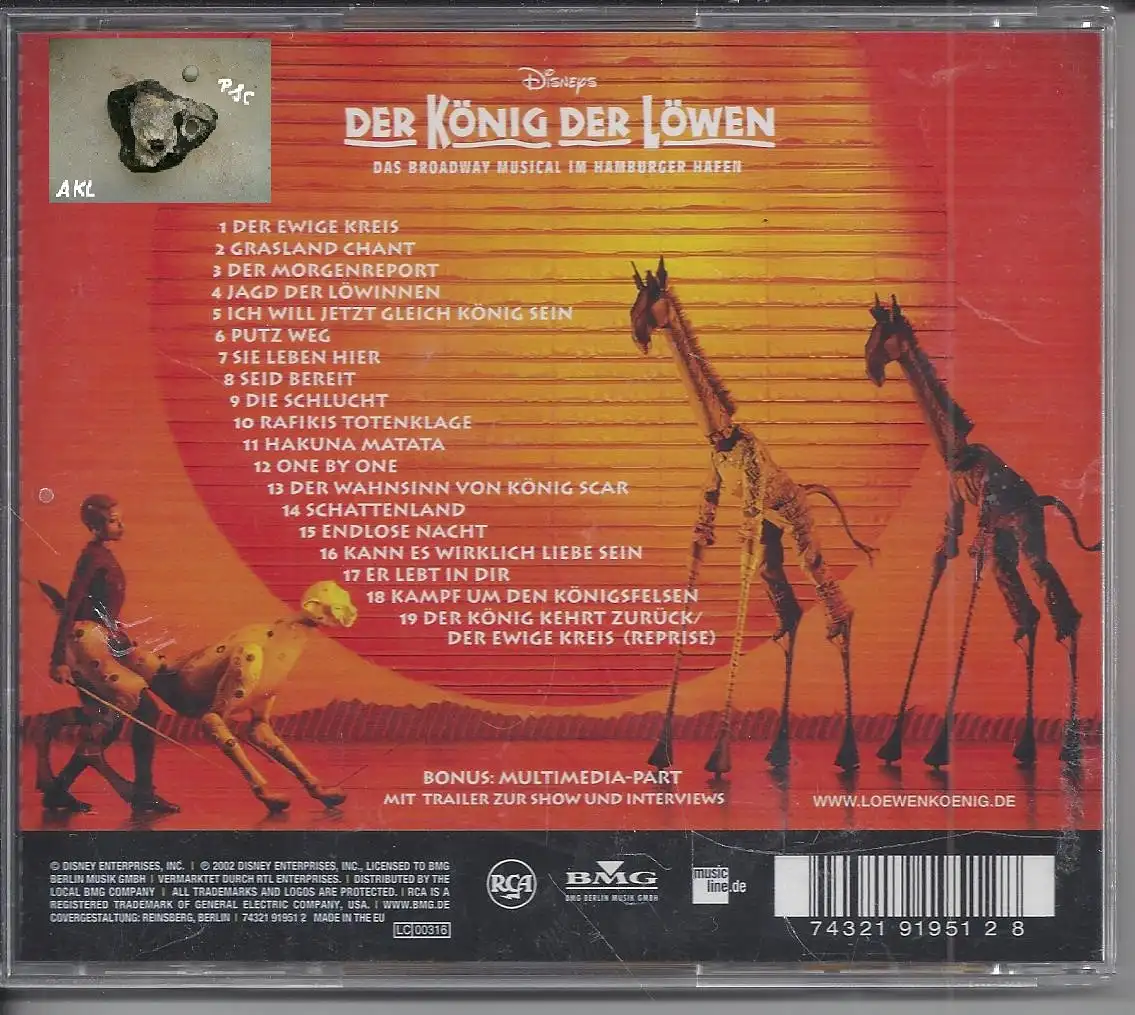 PSC
AKL
Disneys
DER KÖNIG DER LÖWEN
DAS BROADWAY MUSICAL IM HAMBURGER HAFEN
1 DER EWIGE KREIS
2 GRASLAND CHANT
3 DER MORGENREPORT
4 JAGD DER LÖWINNEN
5 ICH WILL JETZT GLEICH KÖNIG SEIN
6 PUTZ WEG
7 SIE LEBEN HIER
8 SEID BEREIT
9 DIE SCHLUCHT
10 RAFIKIS TOTENKLAGE
11 HAKUNA MATATA
12 ONE BY ONE
13 DER WAHNSINN VON KÖNIG SCAR
14 SCHATTENLAND
15 ENDLOSE NACHT
16 KANN ES WIRKLICH LIEBE SEIN
17 ER LEBT IN DIR
18 KAMPF UM DEN KÖNIGSFELSEN
19 DER KÖNIG KEHRT ZURÜCK/
DER EWIGE KREIS (REPRISE)
BONUS: MULTIMEDIA-PART
MIT TRAILER ZUR SHOW UND INTERVIEWS
WWW.LOEWENKOENIG.DE
© DISNEY ENTERPRISES, INC. | ℗ 2002 DISNEY ENTERPRISES, INC., LICENSED TO BMG
BERLIN MUSIK GMBH | VERMARKTET DURCH RTL ENTERPRISES. | DISTRIBUTED BY THE
LOCAL BMG COMPANY | ALL TRADEMARKS AND LOGOS ARE PROTECTED. | RCA IS A
REGISTERED TRADEMARK OF GENERAL ELECTRIC COMPANY, USA. | WWW.BMG.DE
COVERGESTALTUNG: REINSBERG, BERLIN | 74321 91951 2 MADE IN THE EU
LC 00316
RCA
BMG
BMG BERLIN MUSIK GMBH
music
line.de
74321 91951 2 8